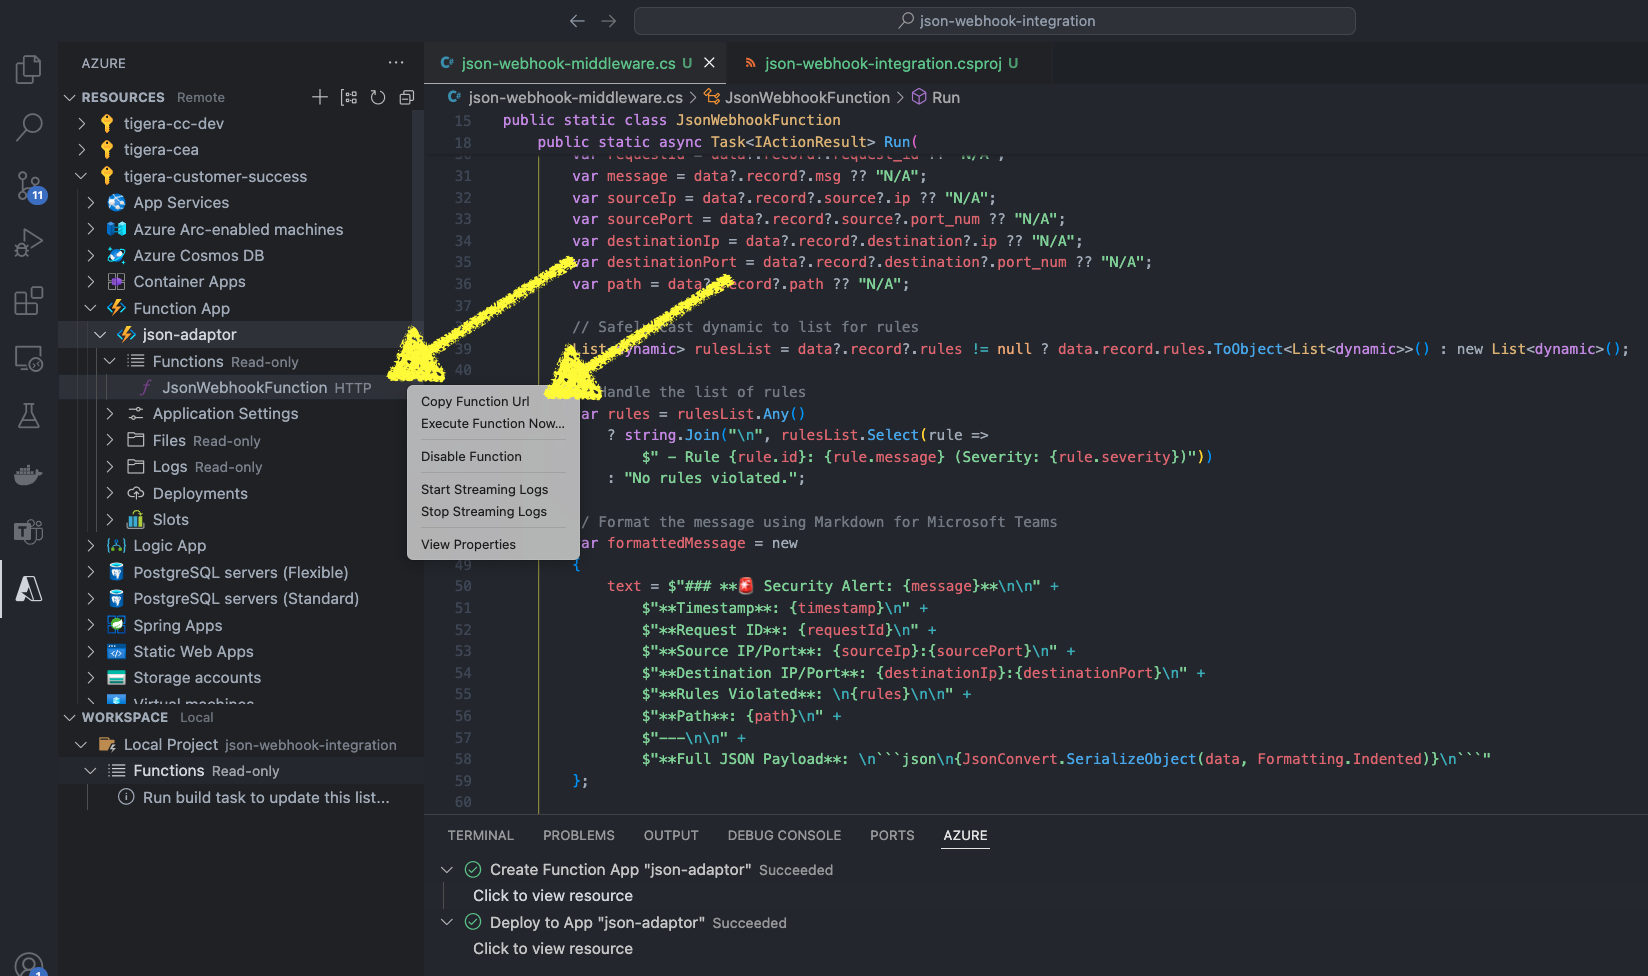 json-webhook-integration
AZURE
RESOURCES Remote
tigera-cc-dev
tigera-cea
tigera-customer-success
App Services
Azure Arc-enabled machines
Azure Cosmos DB
Container Apps
Function App
json-adaptor
Functions Read-only
JsonWebhookFunction HTTP
Application Settings
Files Read-only
Logs Read-only
Deployments
Slots
Logic App
PostgreSQL servers (Flexible)
PostgreSQL servers (Standard)
Spring Apps
Static Web Apps
Storage accounts
Virtual machines
WORKSPACE Local
Local Project json-webhook-integration
Functions Read-only
Run build task to update this list...
11
1
json-webhook-middleware.cs U
json-webhook-integration.csproj U
json-webhook-middleware.cs > JsonWebhookFunction > Run
15 public static class JsonWebhookFunction
18 public static async Task<IActionResult> Run(
30 var requestId = data?.record?.request_id ?? "N/A";
31 var message = data?.record?.msg ?? "N/A";
32 var sourceIp = data?.record?.source?.ip ?? "N/A";
33 var sourcePort = data?.record?.source?.port_num ?? "N/A";
34 var destinationIp = data?.record?.destination?.ip ?? "N/A";
35 var destinationPort = data?.record?.destination?.port_num ?? "N/A";
36 var path = data?.record?.path ?? "N/A";
37
// Safely cast dynamic to list for rules
39 List<dynamic> rulesList = data?.record?.rules != null ? data.record.rules.ToObject<List<dynamic>>() : new List<dynamic>();
40
Handle the list of rules
ar rules = rulesList.Any()
? string.Join("\n", rulesList.Select(rule =>
$" - Rule {rule.id}: {rule.message} (Severity: {rule.severity})"))
: "No rules violated.";
/ Format the message using Markdown for Microsoft Teams
ar formattedMessage = new
49 {
50 text = $"### **🚨 Security Alert: {message}**\n\n" +
51 $"**Timestamp**: {timestamp}\n" +
52 $"**Request ID**: {requestId}\n" +
53 $"**Source IP/Port**: {sourceIp}:{sourcePort}\n" +
54 $"**Destination IP/Port**: {destinationIp}:{destinationPort}\n" +
55 $"**Rules Violated**: \n{rules}\n\n" +
56 $"**Path**: {path}\n" +
57 $"---\n\n" +
58 $"**Full JSON Payload**: \n```json\n{JsonConvert.SerializeObject(data, Formatting.Indented)}\n```"
59 };
60
Copy Function Url
Execute Function Now...
Disable Function
Start Streaming Logs
Stop Streaming Logs
View Properties
TERMINAL PROBLEMS OUTPUT DEBUG CONSOLE PORTS AZURE
Create Function App "json-adaptor" Succeeded
Click to view resource
Deploy to App "json-adaptor" Succeeded
Click to view resource